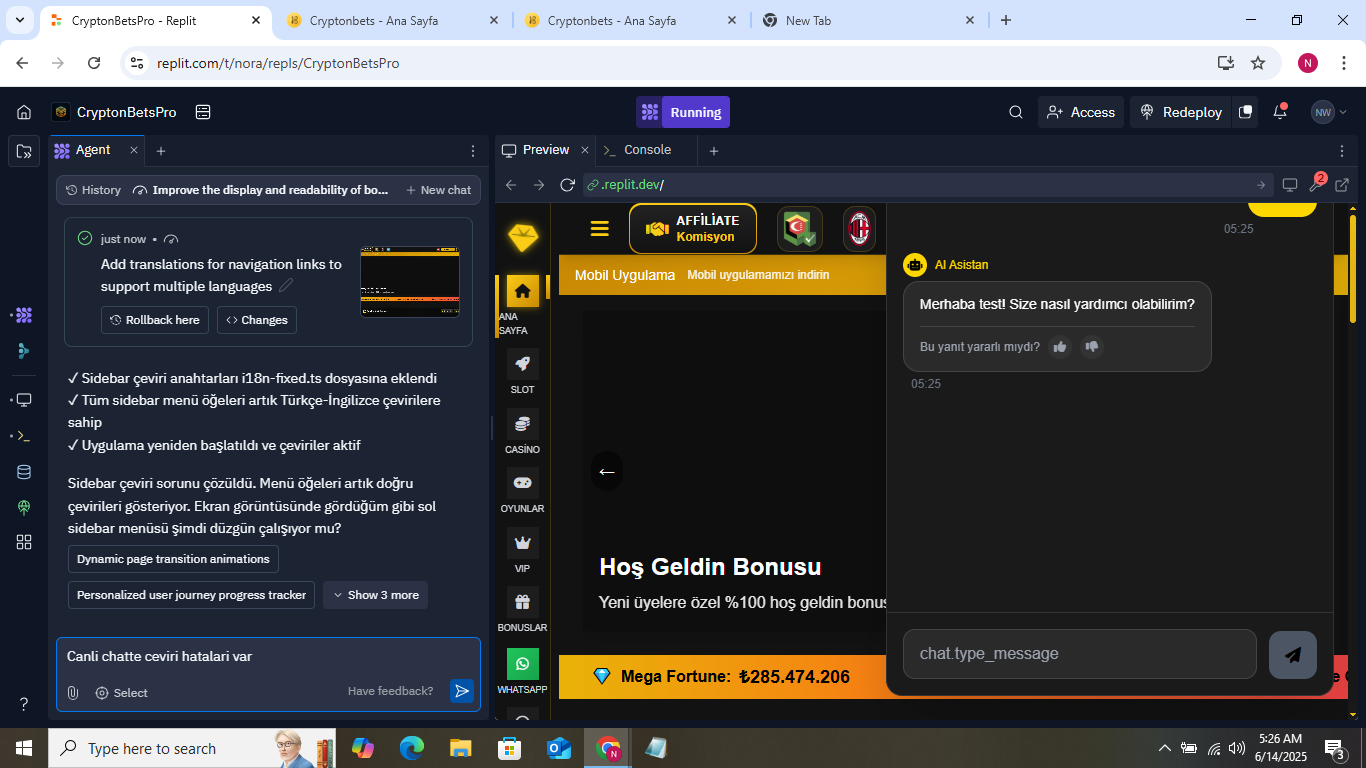 CryptonBetsPro - Replit
Cryptonbets - Ana Sayfa
Cryptonbets - Ana Sayfa
New Tab
replit.com/t/nora/repls/CryptonBetsPro
N
CryptonBetsPro
Running
Access
Redeploy
NW
Agent
Preview
Console
History
Improve the display and readability of bo...
New chat
.replit.dev/
2
just now
Add translations for navigation links to
support multiple languages
Rollback here
Changes
✓ Sidebar çeviri anahtarları i18n-fixed.ts dosyasına eklendi
✓ Tüm sidebar menü öğeleri artık Türkçe-İngilizce çevirilere
sahip
✓ Uygulama yeniden başlatıldı ve çeviriler aktif
Sidebar çeviri sorunu çözüldü. Menü öğeleri artık doğru
çevirileri gösteriyor. Ekran görüntüsünde gördüğüm gibi sol
sidebar menüsü şimdi düzgün çalışıyor mu?
Dynamic page transition animations
Personalized user journey progress tracker
Show 3 more
Canli chatte ceviri hatalari var
Select
Have feedback?
AFFİLİATE
Komisyon
Mobil Uygulama
Mobil uygulamamızı indirin
ANA
SAYFA
SLOT
CASİNO
OYUNLAR
VIP
BONUSLAR
WHATSAPP
Hoş Geldin Bonusu
Yeni üyelere özel %100 hoş geldin bonus
Mega Fortune: ₺285.474.206
05:25
AI Asistan
Merhaba test! Size nasıl yardımcı olabilirim?
Bu yanıt yararlı mıydı?
05:25
chat.type_message
Type here to search
5:26 AM
6/14/2025
3